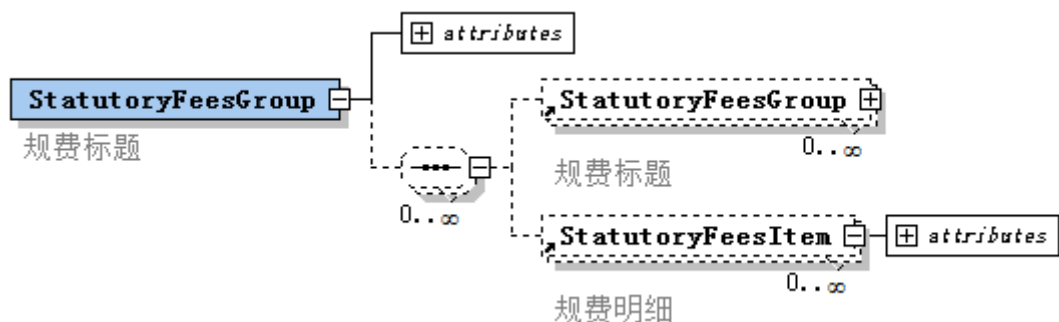 attributes
StatutoryFeesGroup
规费标题
0..∞
StatutoryFeesGroup
0..∞
规费标题
StatutoryFeesItem
attributes
0..∞
规费明细